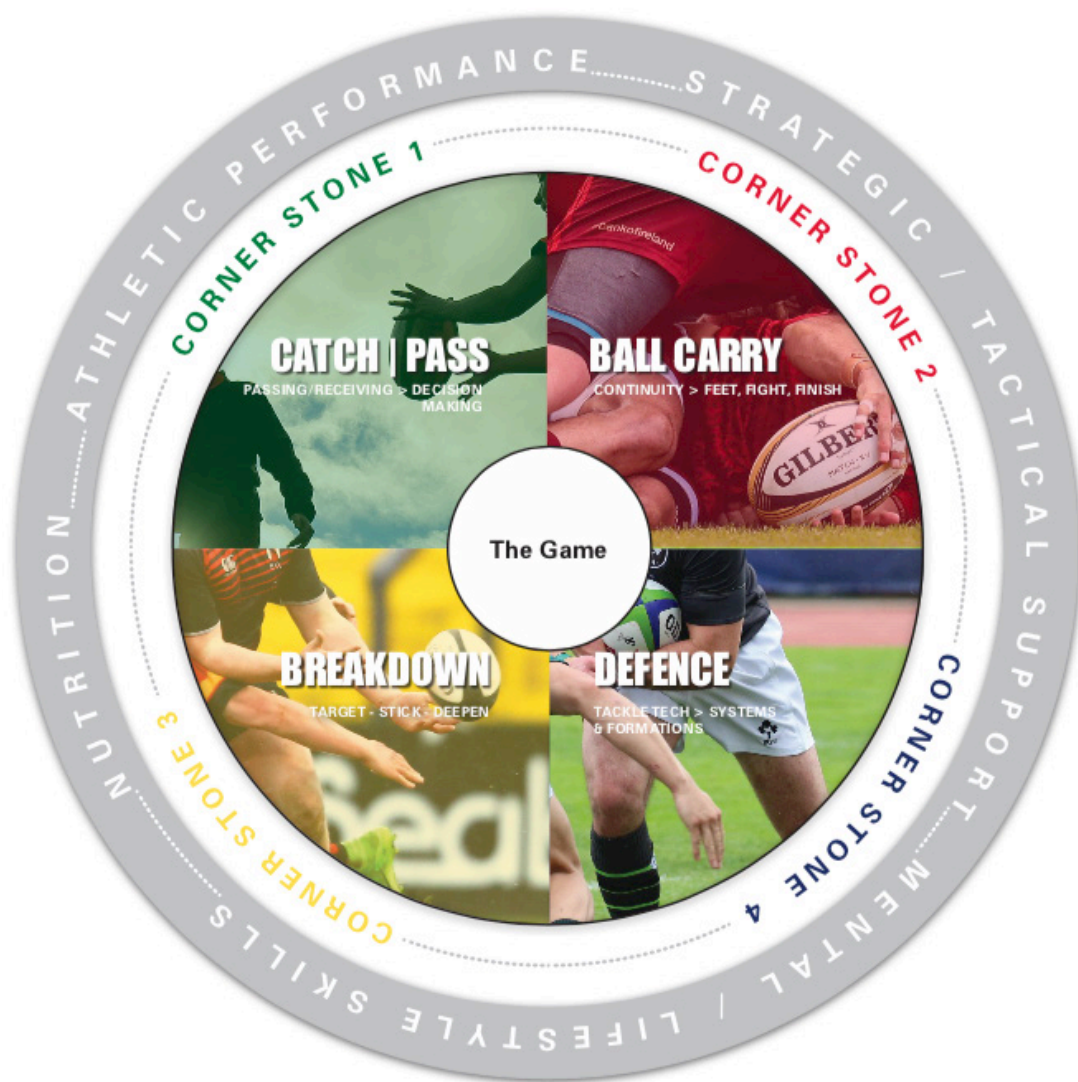 ATHLETIC PERFORMANCE
STRATEGIC / TACTICAL SUPPORT
MENTAL / LIFESTYLE SKILLS
NUTRITION
CORNER STONE 1
CORNER STONE 2
CORNER STONE 3
CORNER STONE 4
CATCH | PASS
PASSING/RECEIVING > DECISION
MAKING
BALL CARRY
CONTINUITY > FEET, FIGHT, FINISH
bankofireland
GILBERT
The Game
BREAKDOWN
TARGET - STICK - DEEPEN
DEFENCE
TACKLE TECH > SYSTEMS
& FORMATIONS